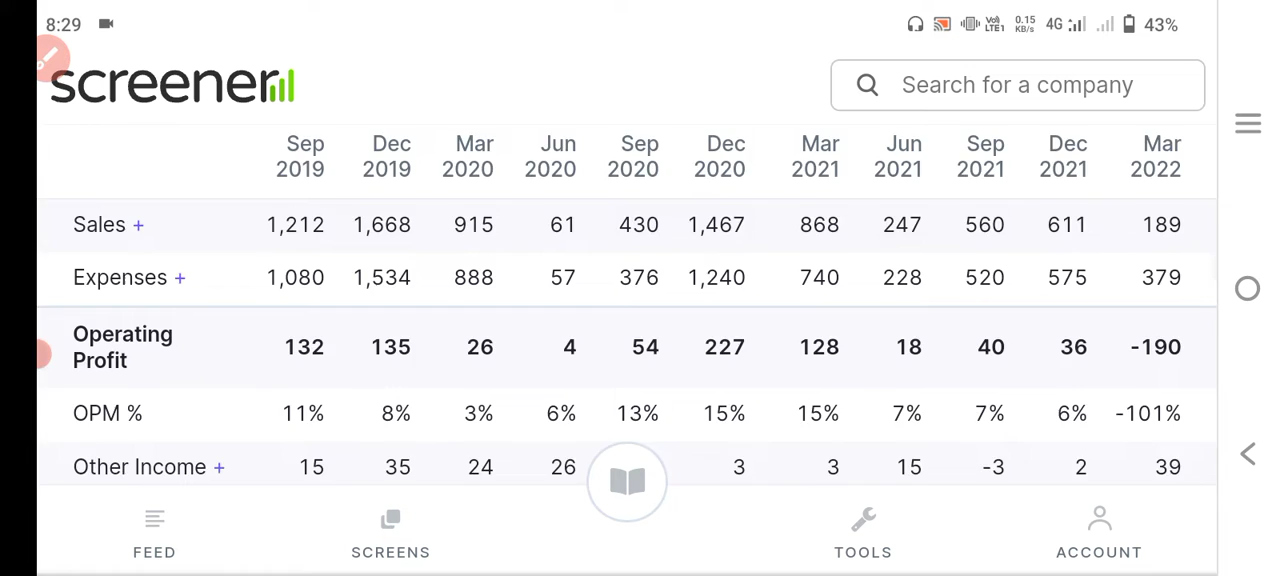 8:29 Vo) LTE1 0.15 KB/s 4G 43%
screener Search for a company
Sep 2019 Dec 2019 Mar 2020 Jun 2020 Sep 2020 Dec 2020 Mar 2021 Jun 2021 Sep 2021 Dec 2021 Mar 2022
Sales + 1,212 1,668 915 61 430 1,467 868 247 560 611 189
Expenses + 1,080 1,534 888 57 376 1,240 740 228 520 575 379
Operating Profit 132 135 26 4 54 227 128 18 40 36 -190
OPM % 11% 8% 3% 6% 13% 15% 15% 7% 7% 6% -101%
Other Income + 15 35 24 26 3 3 15 -3 2 39
FEED SCREENS TOOLS ACCOUNT